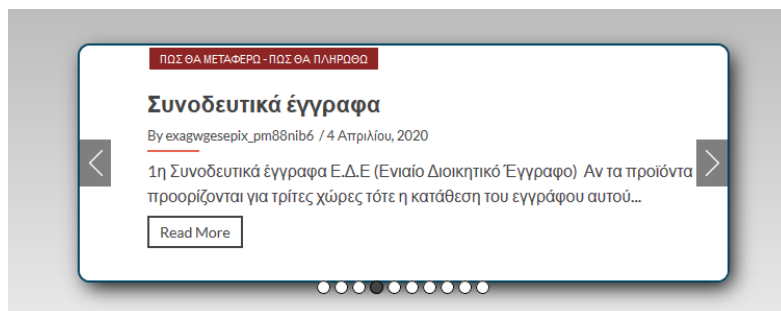 ΠΩΣ ΘΑ ΜΕΤΑΦΕΡΩ - ΠΩΣ ΘΑ ΠΛΗΡΩΘΩ
Συνοδευτικά έγγραφα
By exagwgesepix_pm88nib6 / 4 Απριλίου, 2020
1η Συνοδευτικά έγγραφα Ε.Δ.Ε (Ενιαίο Διοικητικό Έγγραφο) Αν τα προϊόντα
προορίζονται για τρίτες χώρες τότε η κατάθεση του εγγράφου αυτού...
Read More